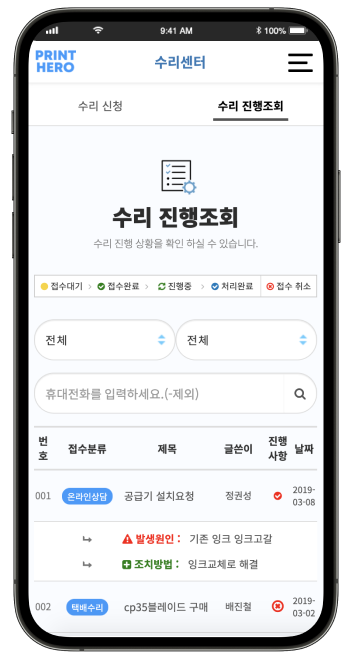 9:41 AM 100%
PRINT
HERO
수리센터
수리 신청 수리 진행조회
수리 진행조회
수리 진행 상황을 확인 하실 수 있습니다.
접수대기 > 접수완료 > 진행중 > 처리완료 접수 취소
전체 전체
휴대전화를 입력하세요.(-제외)
번호 접수분류 제목 글쓴이 진행사항 날짜
001 온라인상담 공급기 설치요청 정권성 2019-03-08
발생원인 : 기존 잉크 잉크고갈
조치방법 : 잉크교체로 해결
002 택배수리 cp35블레이드 구매 배진철 2019-03-02